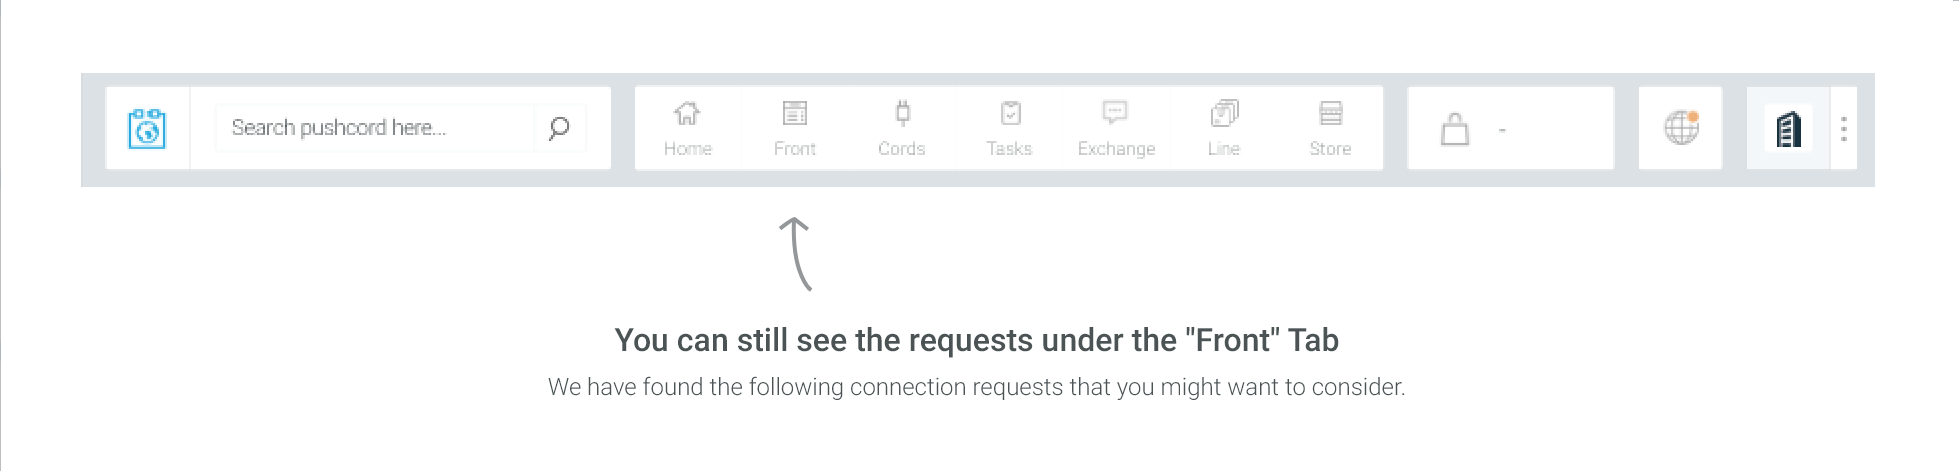 Search pushcord here...
Home Front Cords Tasks Exchange Line Store
-
You can still see the requests under the "Front" Tab
We have found the following connection requests that you might want to consider.